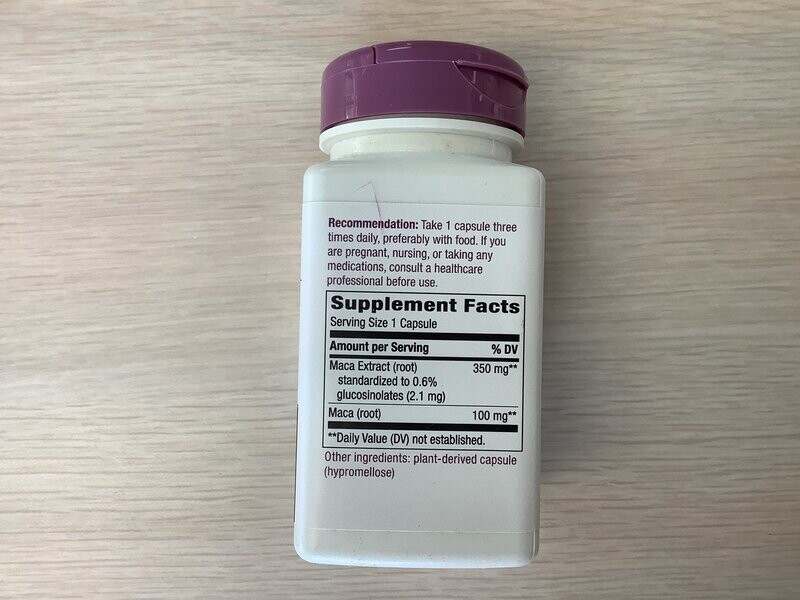 Recommendation: Take 1 capsule three
times daily, preferably with food. If you
are pregnant, nursing, or taking any
medications, consult a healthcare
professional before use.
Supplement Facts
Serving Size 1 Capsule
Amount per Serving % DV
Maca Extract (root) 350 mg**
standardized to 0.6%
glucosinolates (2.1 mg)
Maca (root) 100 mg**
**Daily Value (DV) not established.
Other ingredients: plant-derived capsule
(hypromellose)